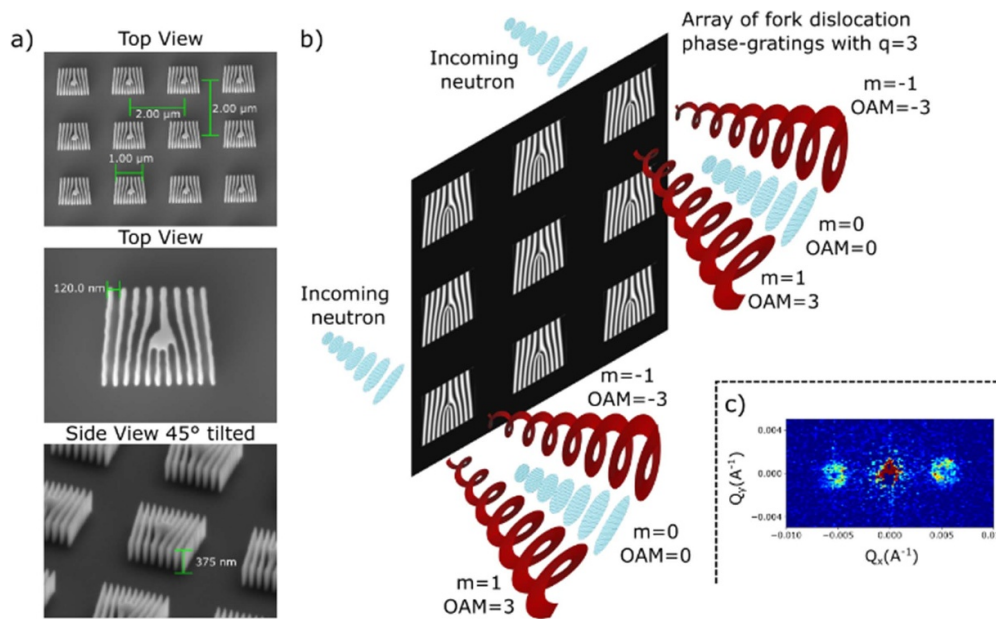 a)
Top View
2.00 µm
2.00 µm
1.00 µm
Top View
120.0 nm
Side View 45° tilted
375 nm
b)
Incoming
neutron
Array of fork dislocation
phase-gratings with q=3
m=-1
OAM=-3
m=0
OAM=0
m=1
OAM=3
Incoming
neutron
m=-1
OAM=-3
m=0
OAM=0
m=1
OAM=3
c)
0.004
0.000
-0.004
Qy(A⁻¹)
-0.010
-0.005
0.000
0.005
0.01
Qx(A⁻¹)